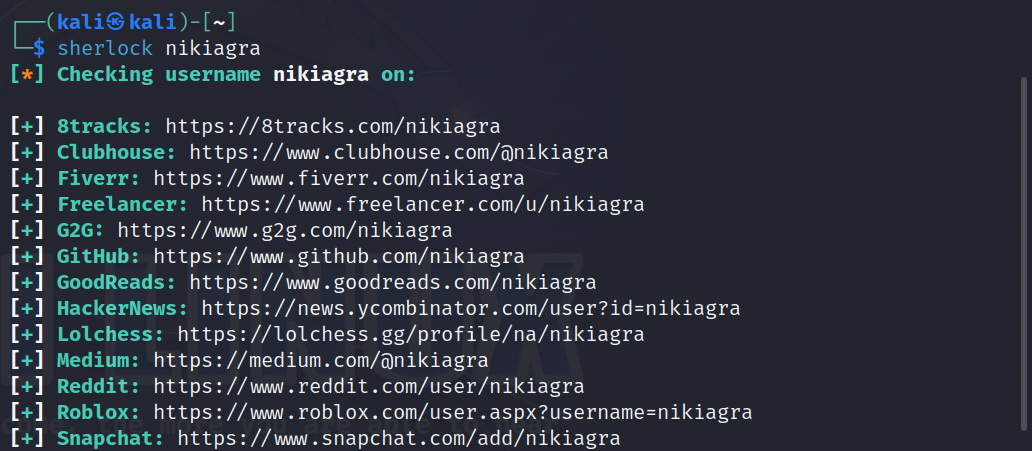 (kali㉿kali)-[~]
$ sherlock nikiagra
[*] Checking username nikiagra on:
[+] 8tracks: https://8tracks.com/nikiagra
[+] Clubhouse: https://www.clubhouse.com/@nikiagra
[+] Fiverr: https://www.fiverr.com/nikiagra
[+] Freelancer: https://www.freelancer.com/u/nikiagra
[+] G2G: https://www.g2g.com/nikiagra
[+] GitHub: https://www.github.com/nikiagra
[+] GoodReads: https://www.goodreads.com/nikiagra
[+] HackerNews: https://news.ycombinator.com/user?id=nikiagra
[+] Lolchess: https://lolchess.gg/profile/na/nikiagra
[+] Medium: https://medium.com/@nikiagra
[+] Reddit: https://www.reddit.com/user/nikiagra
[+] Roblox: https://www.roblox.com/user.aspx?username=nikiagra
[+] Snapchat: https://www.snapchat.com/add/nikiagra